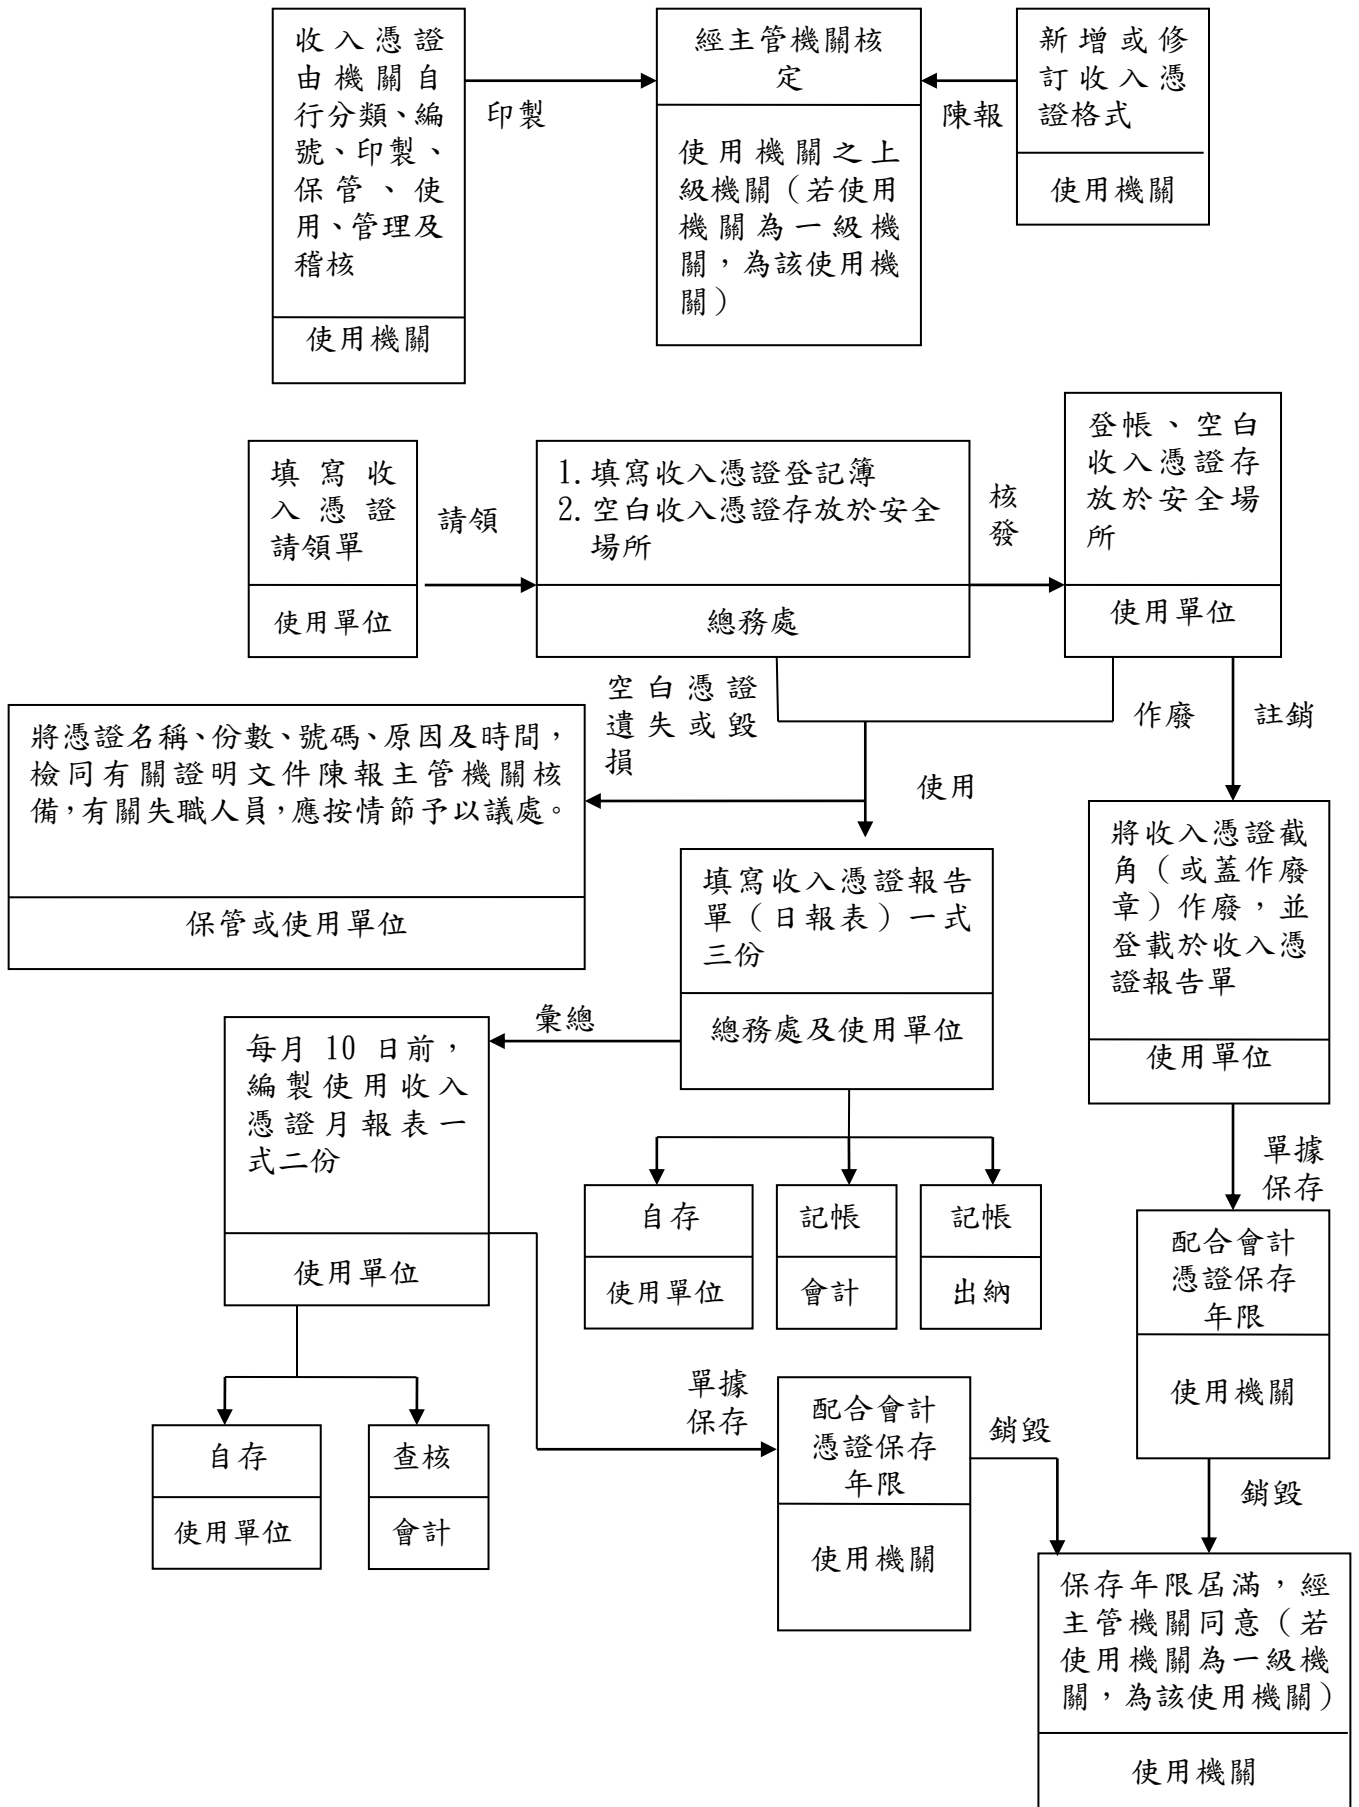 收入憑證
由機關自
行分類、編
號、印製、
保管、使
用、管理及
稽核
使用機關
印製
經主管機關核
定
使用機關之上
級機關（若使用
機關為一級機
關，為該使用機
關）
陳報
新增或修
訂收入憑
證格式
使用機關
填寫收
入憑證
請領單
使用單位
請領
1.填寫收入憑證登記簿
2.空白收入憑證存放於安全
場所
總務處
核
發
登帳、空白
收入憑證存
放於安全場
所
使用單位
空白憑證
遺失或毀
損
使用
作廢
註銷
將憑證名稱、份數、號碼、原因及時間，
檢同有關證明文件陳報主管機關核
備，有關失職人員，應按情節予以議處。
保管或使用單位
填寫收入憑證報告
單（日報表）一式
三份
總務處及使用單位
將收入憑證截
角（或蓋作廢
章）作廢，並
登載於收入憑
證報告單
使用單位
彙總
每月 10 日前，
編製使用收入
憑證月報表一
式二份
使用單位
自存
使用單位
記帳
會計
記帳
出納
單據
保存
配合會計
憑證保存
年限
使用機關
自存
使用單位
查核
會計
單據
保存
配合會計
憑證保存
年限
使用機關
銷毀
銷毀
保存年限屆滿，經
主管機關同意（若
使用機關為一級機
關，為該使用機關）
使用機關